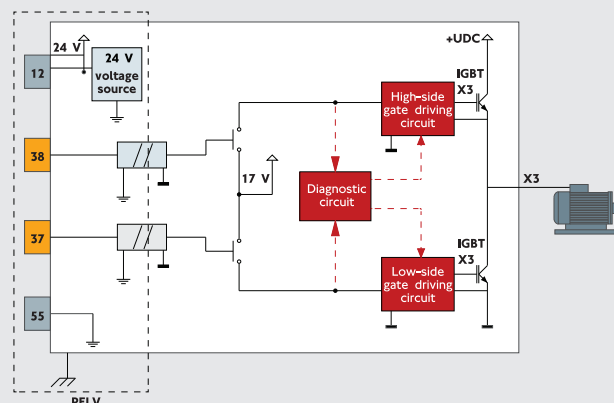 +UDC
24 V
12
24 V
voltage
source
IGBT
X3
High-side
gate driving
circuit
38
17 V
Diagnostic
circuit
X3
37
IGBT
X3
Low-side
gate driving
circuit
55
PELV